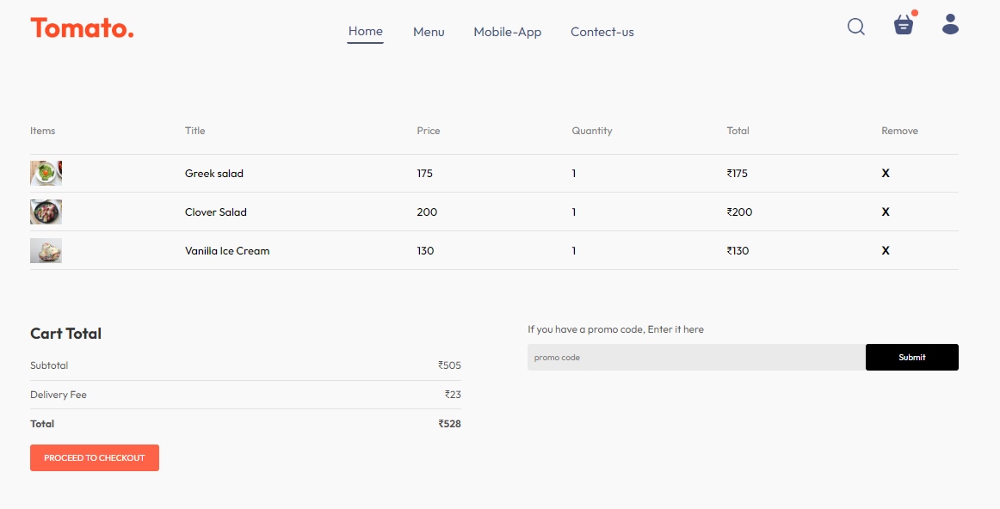 Tomato.
Home Menu Mobile-App Contect-us
Items Title Price Quantity Total Remove
Greek salad 175 1 ₹175 X
Clover Salad 200 1 ₹200 X
Vanilla Ice Cream 130 1 ₹130 X
Cart Total
Subtotal ₹505
Delivery Fee ₹23
Total ₹528
PROCEED TO CHECKOUT
If you have a promo code, Enter it here
promo code Submit